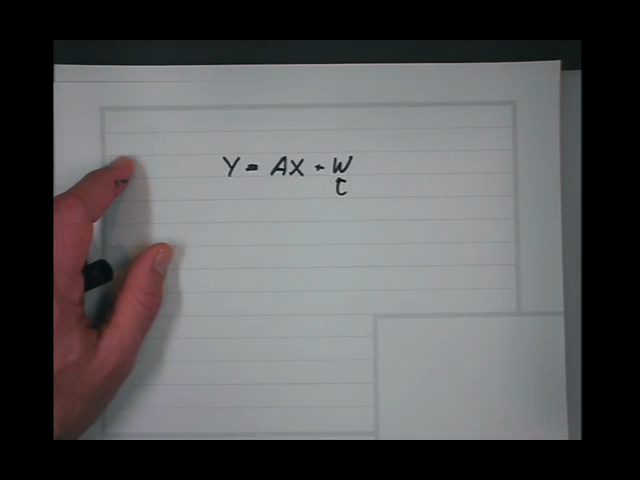 Y = AX + W